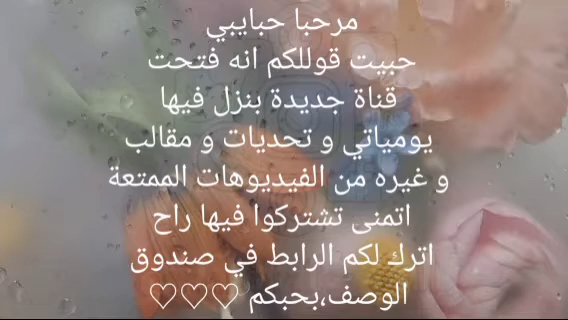 مرحبا حبايبي
حبيت قوللكم انه فتحت
قناة جديدة بنزل فيها
يومياتي و تحديات و مقالب
و غيره من الفيديوهات الممتعة
اتمنى تشتركوا فيها راح
اترك لكم الرابط في صندوق
الوصف،بحبكم ♡♡♡